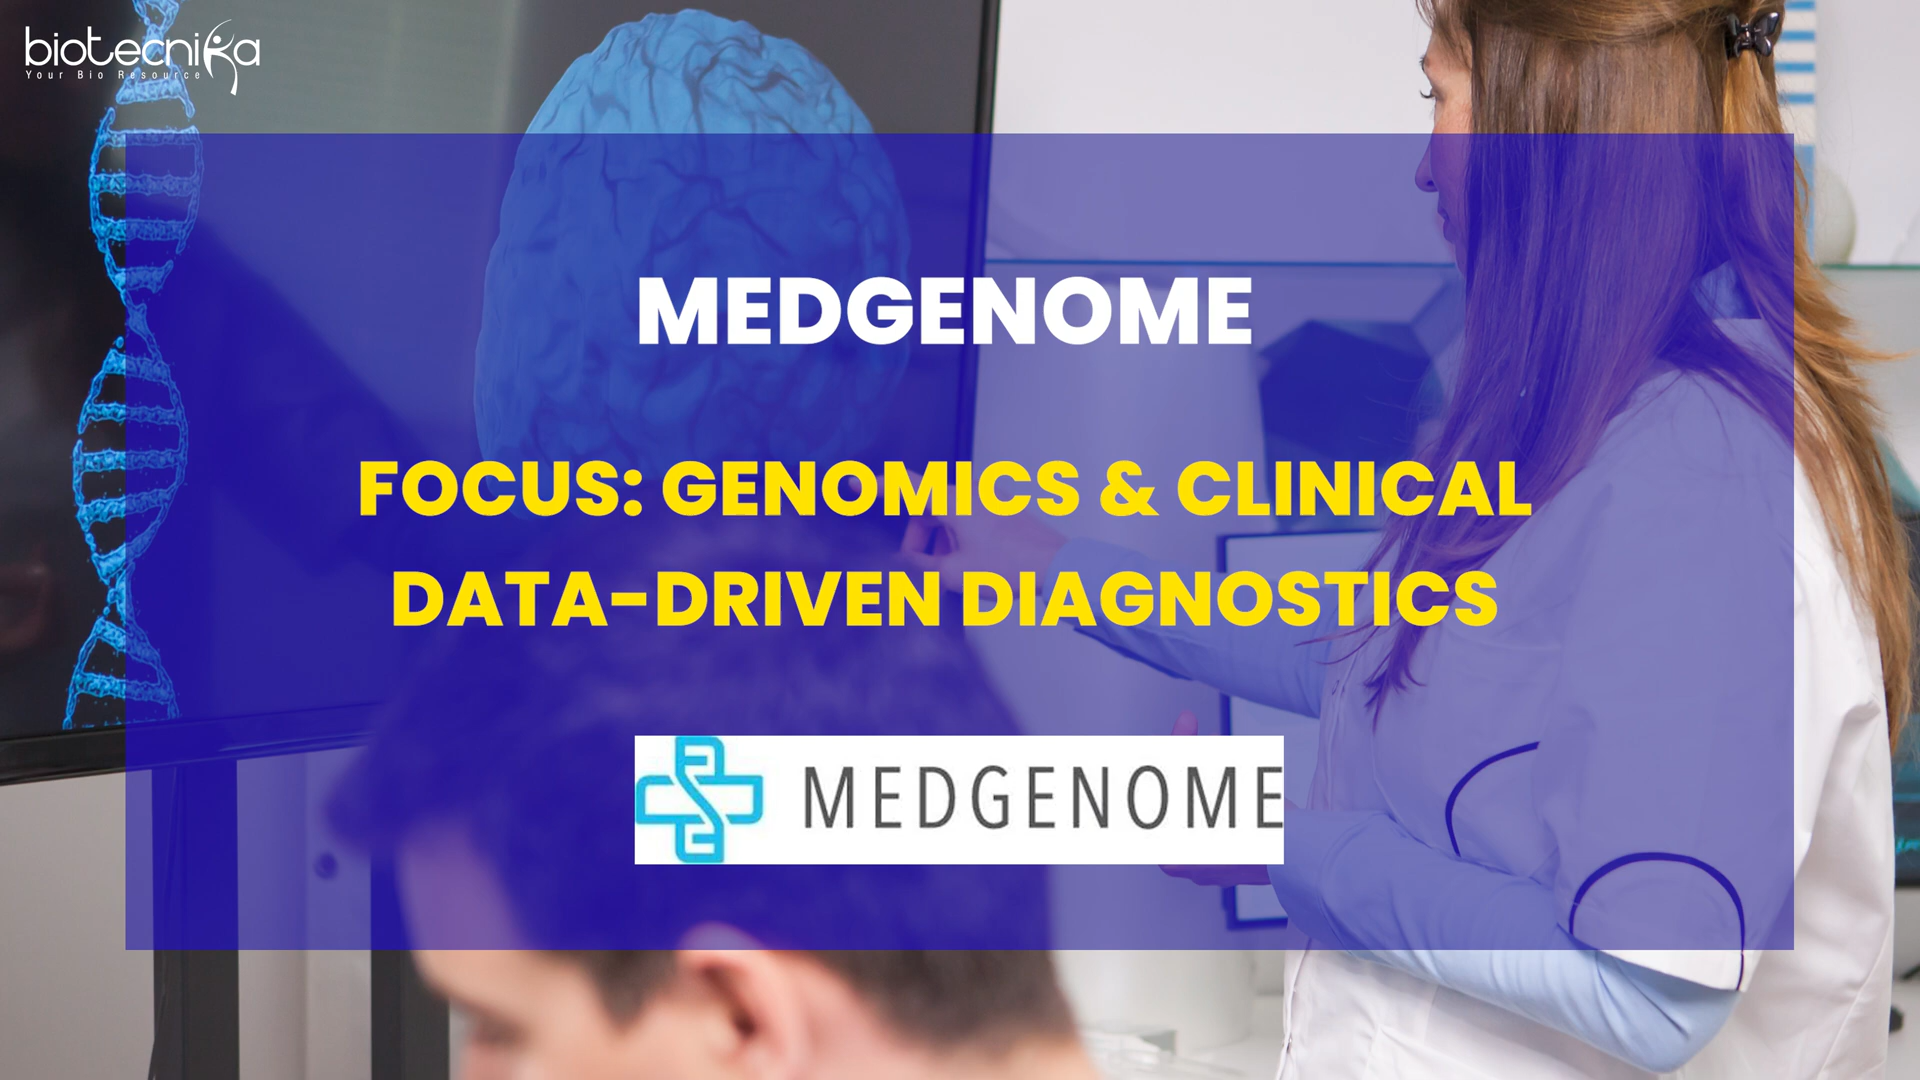 biotecnika
Your Bio Resource
MEDGENOME
FOCUS: GENOMICS & CLINICAL
DATA-DRIVEN DIAGNOSTICS
MEDGENOME